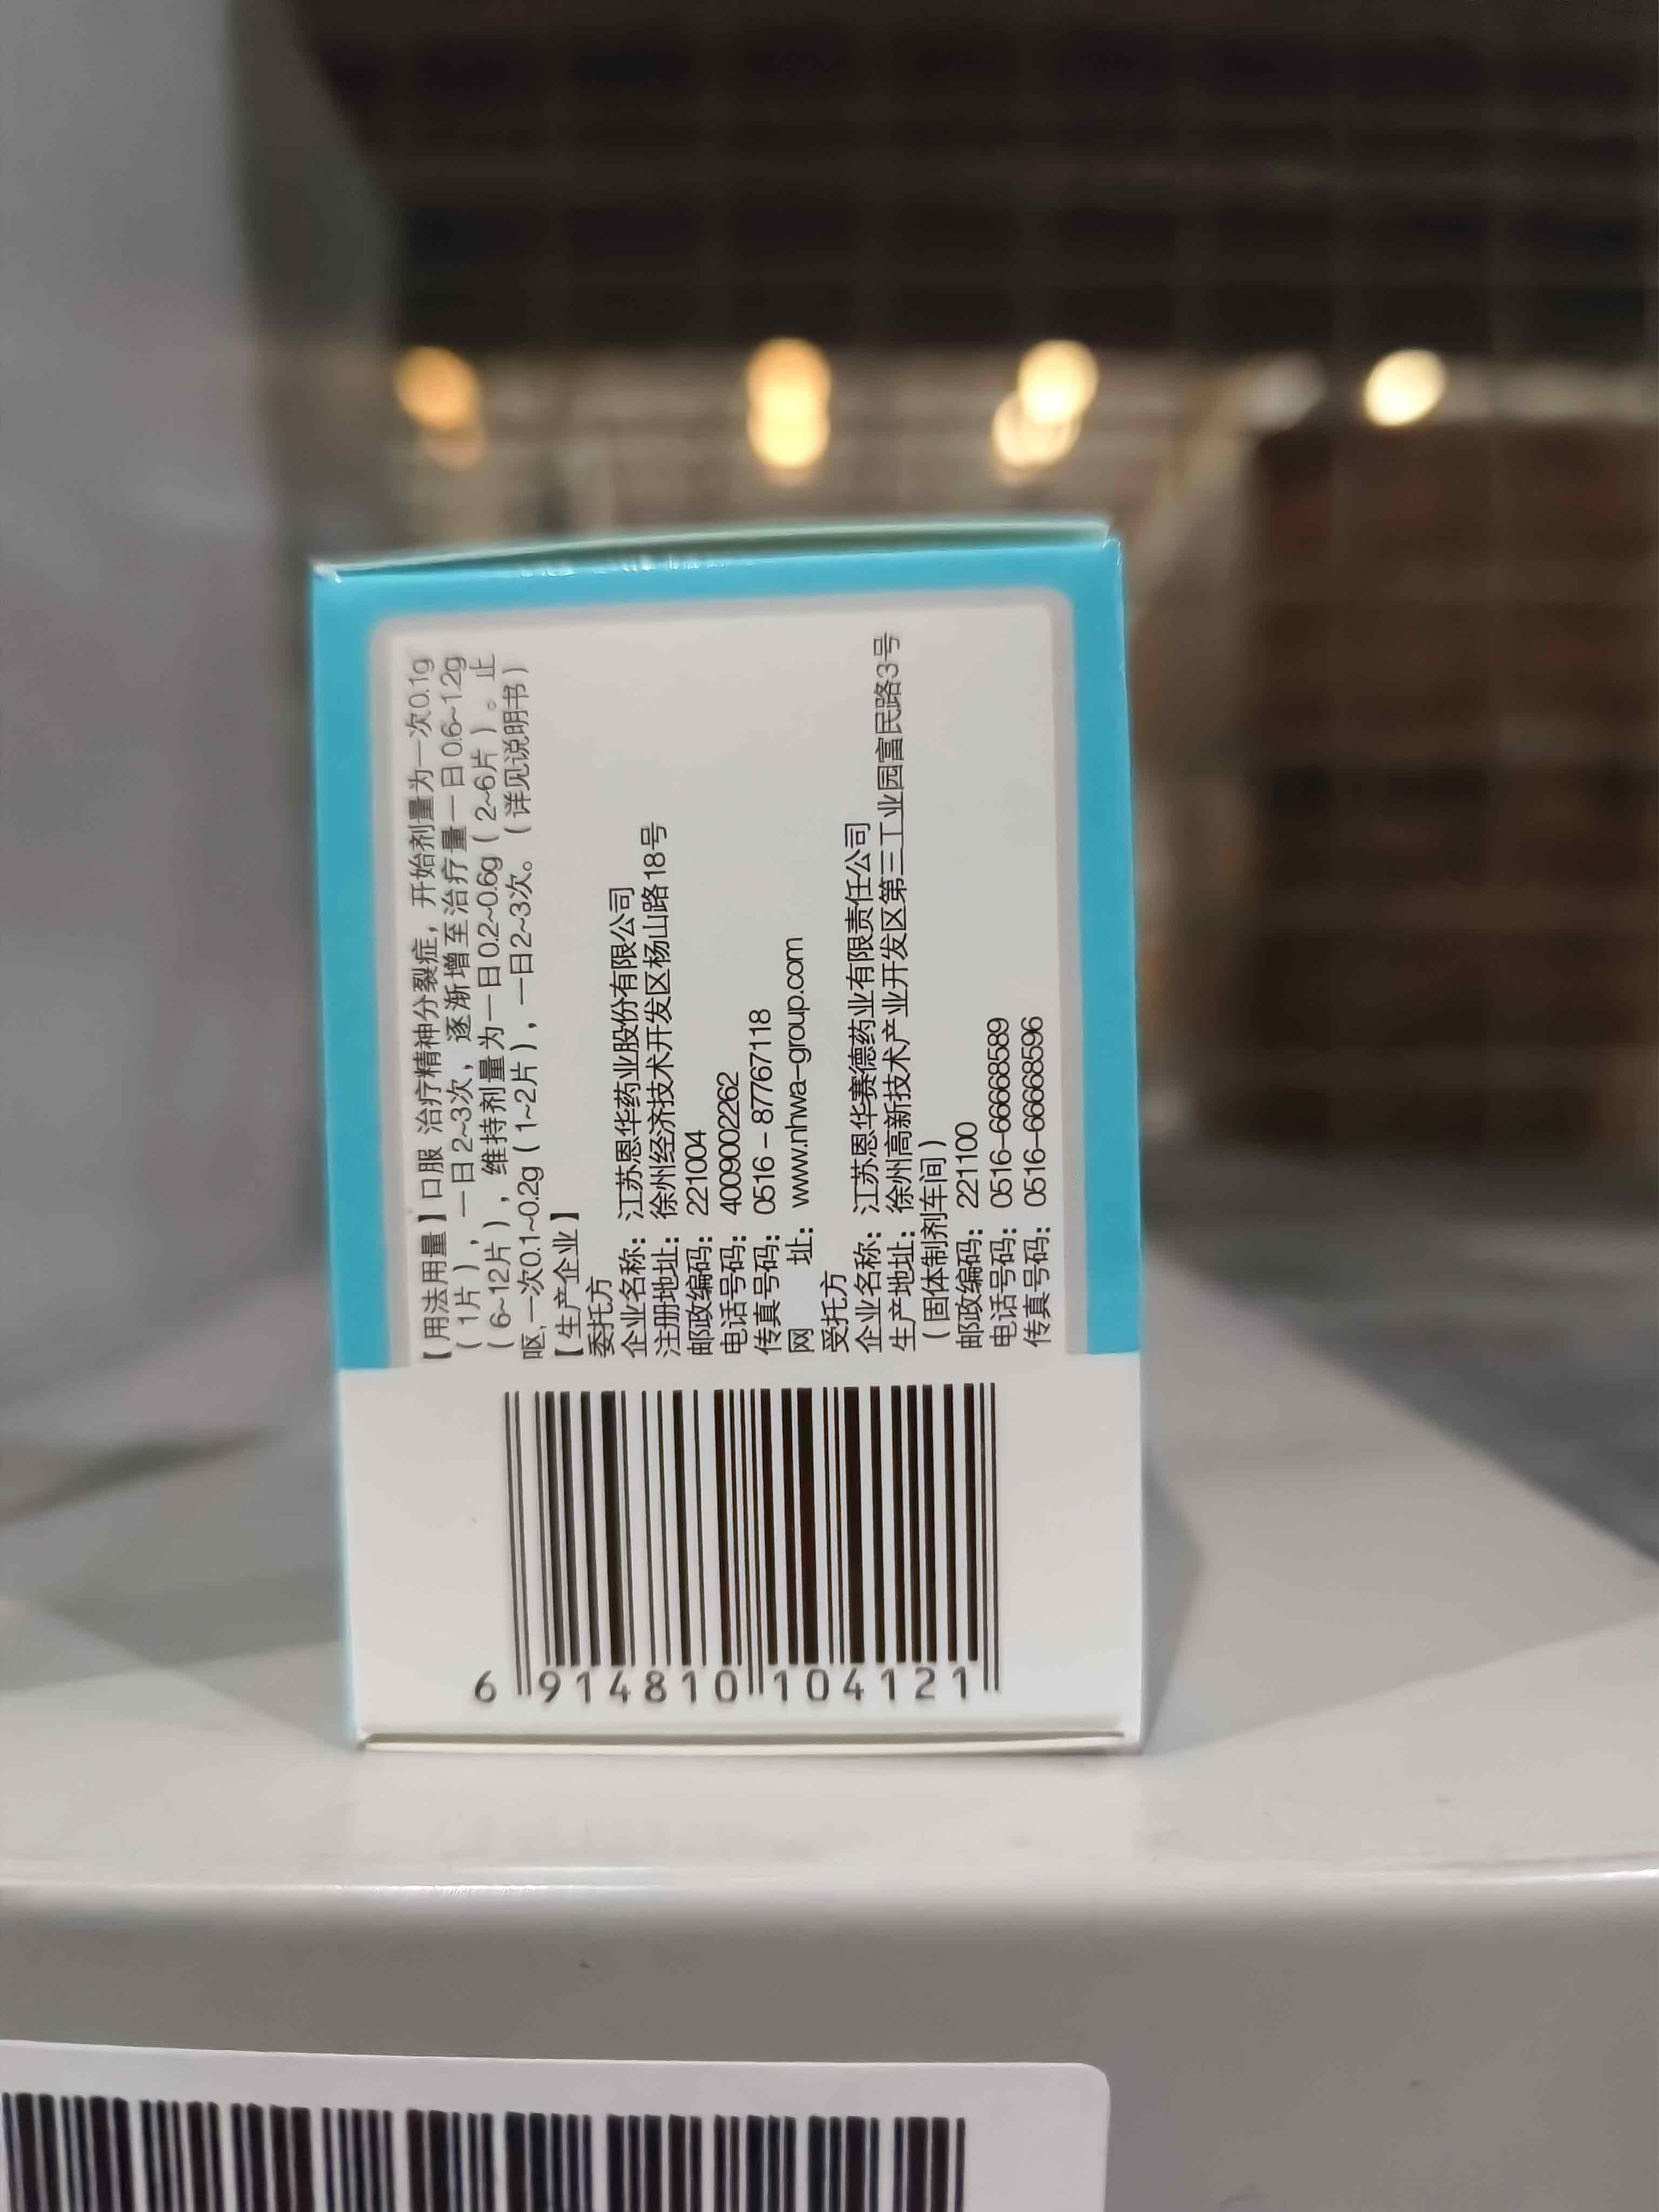 【用法用量】口服 治疗精神分裂症，开始剂量为一次0.1g
（1片），一日2~3次，逐渐增至治疗量一日0.6~1.2g
（6~12片），维持剂量为一日0.2~0.6g（2~6片）。止
呕，一次0.1~0.2g（1~2片），一日2~3次。（详见说明书）
【生产企业】
委托方
企业名称：江苏恩华药业股份有限公司
注册地址：徐州经济技术开发区杨山路18号
邮政编码：221004
电话号码：4009002262
传真号码：0516－87767118
网　　址：www.nhwa-group.com
受托方
企业名称：江苏恩华赛德药业有限责任公司
生产地址：徐州高新技术产业开发区第三工业园富民路3号
（固体制剂车间）
邮政编码：221100
电话号码：0516-66668589
传真号码：0516-66668596
6 914810 104121